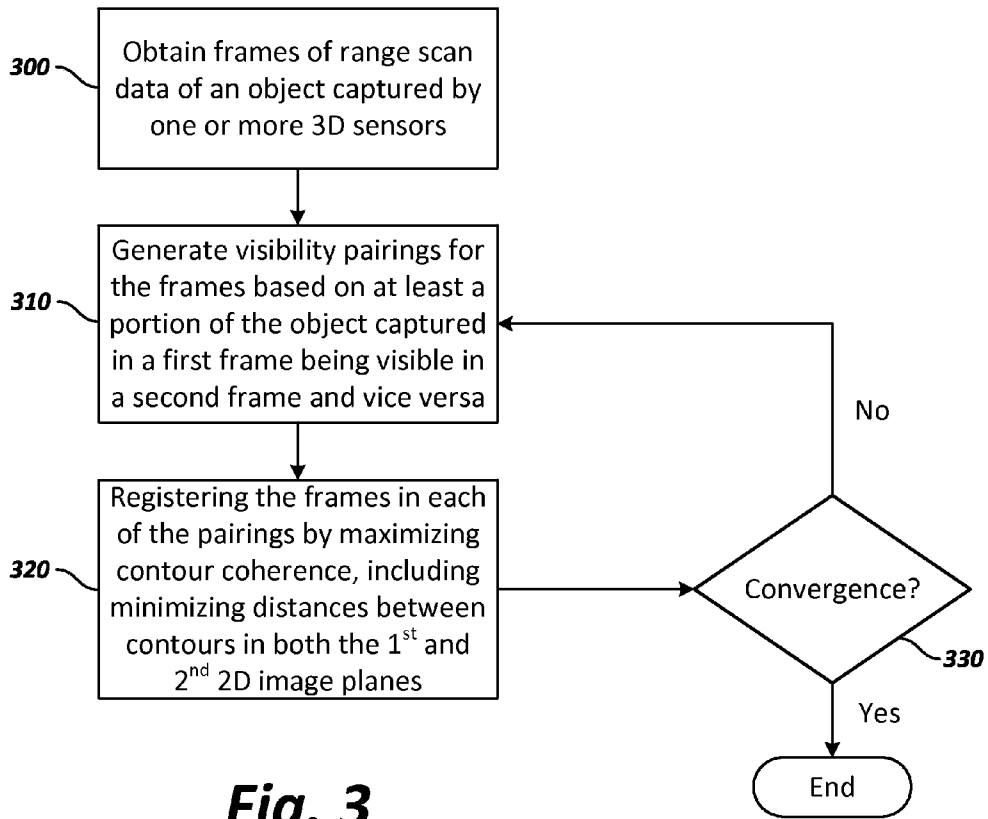 300
Obtain frames of range scan
data of an object captured by
one or more 3D sensors
310
Generate visibility pairings for
the frames based on at least a
portion of the object captured
in a first frame being visible in
a second frame and vice versa
No
320
Registering the frames in each
of the pairings by maximizing
contour coherence, including
minimizing distances between
contours in both the 1st and
2nd 2D image planes
Convergence?
330
Yes
End
Fig. 3